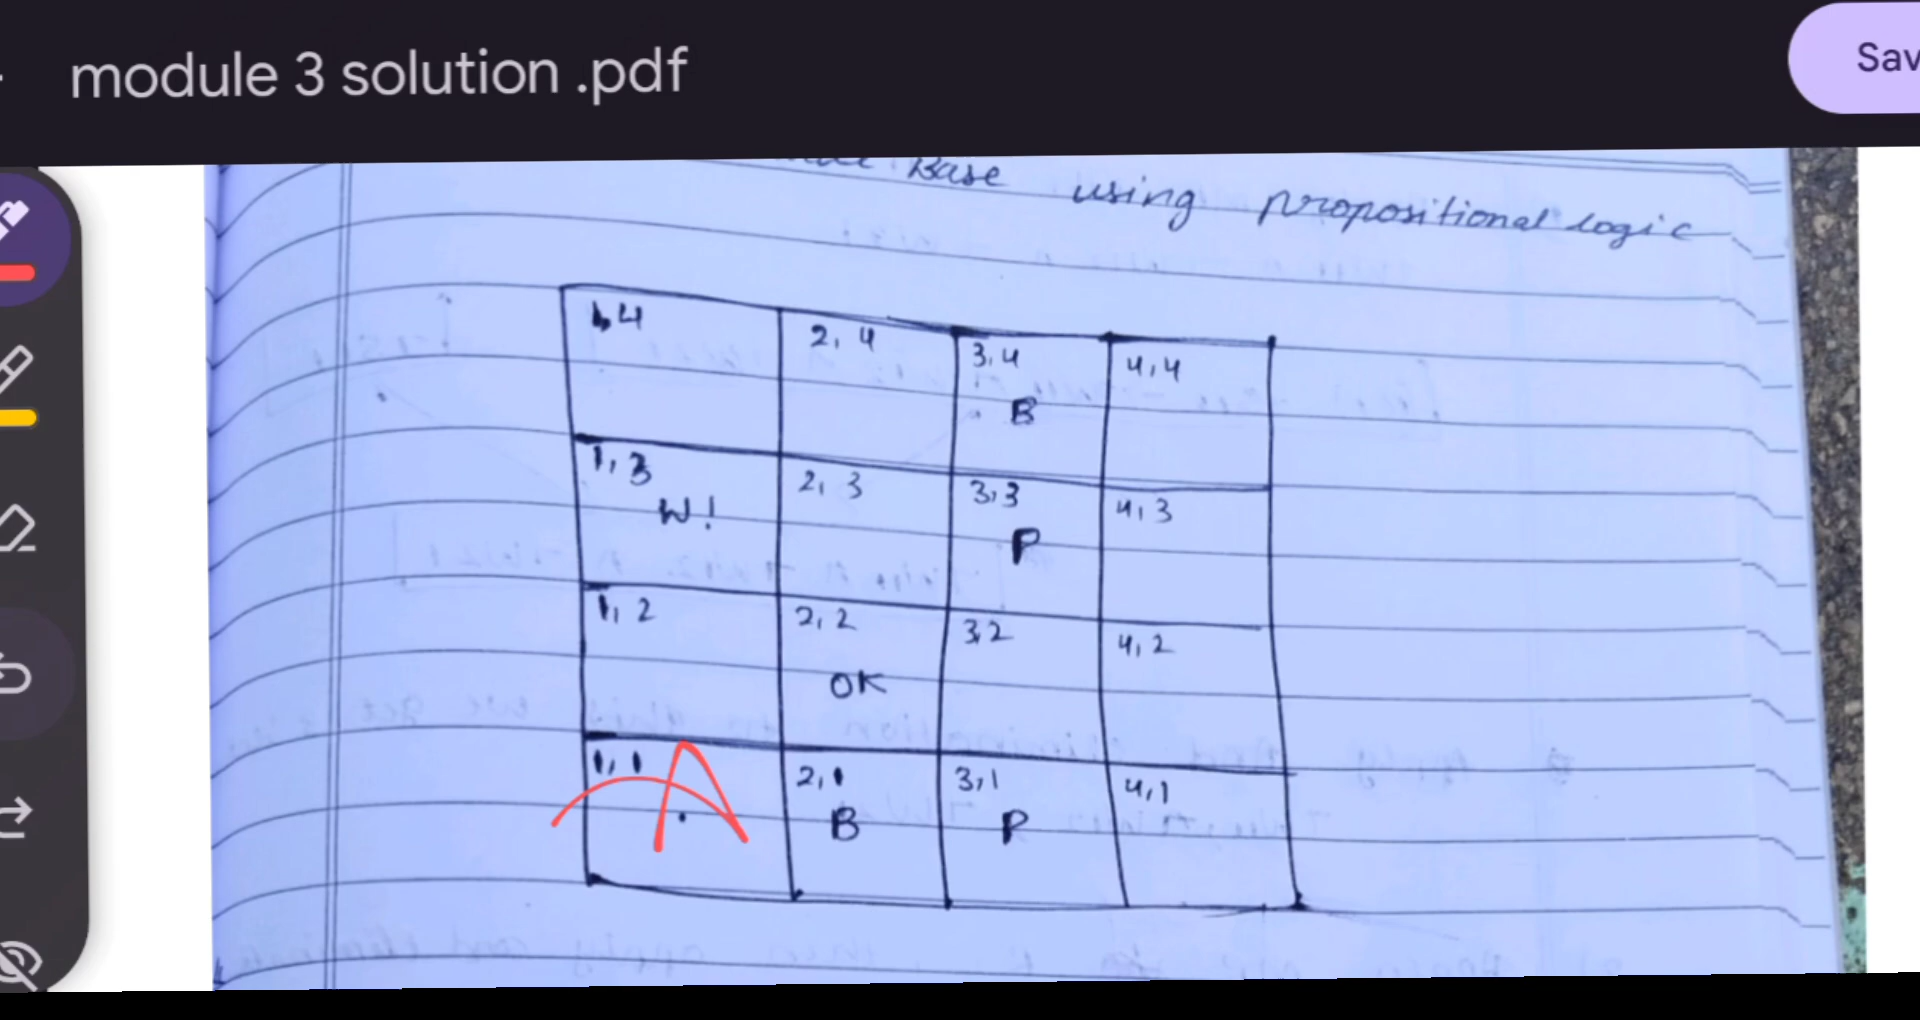 module 3 solution .pdf
Sav
Base using propositional logic
1,4 2,4 3,4 4,4
B
1,3 2,3 3,3 4,3
W! P
1,2 2,2 3,2 4,2
OK
1,1 2,1 3,1 4,1
A B P